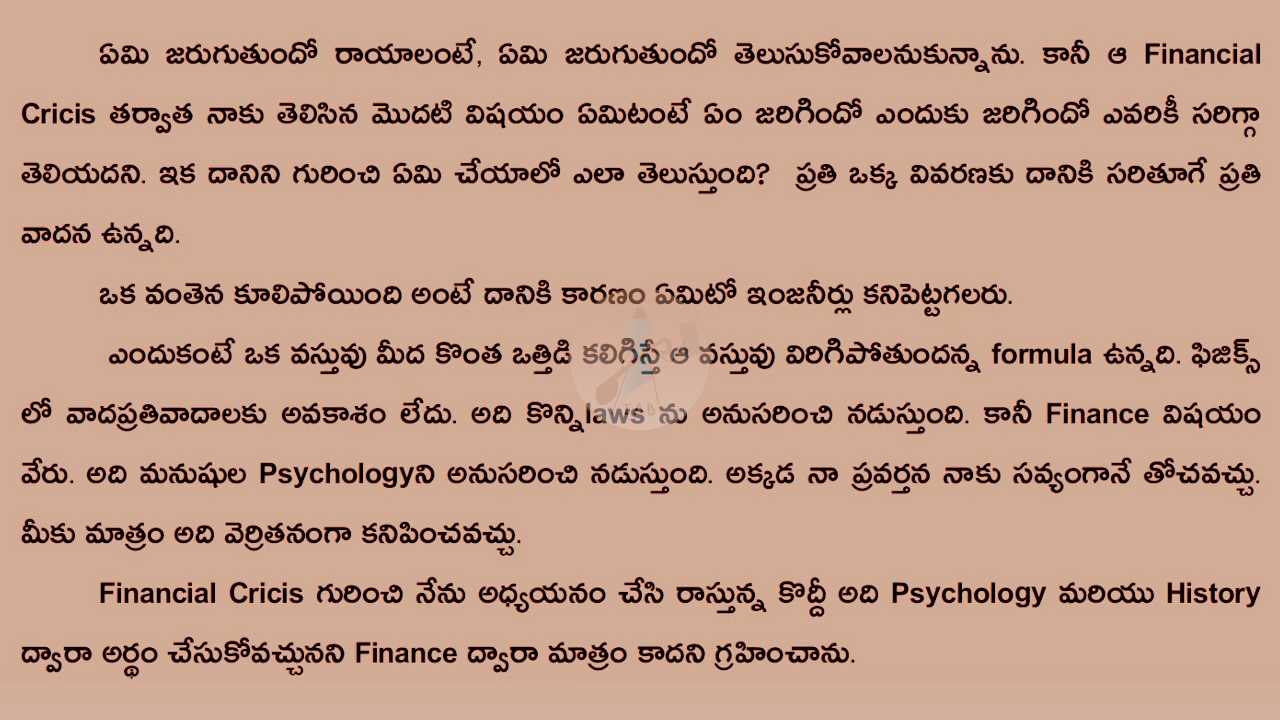 ఏమి జరుగుతుందో రాయాలంటే, ఏమి జరుగుతుందో తెలుసుకోవాలనుకున్నాను. కానీ ఆ Financial
Cricis తర్వాత నాకు తెలిసిన మొదటి విషయం ఏమిటంటే ఏం జరిగిందో ఎందుకు జరిగిందో ఎవరికీ సరిగ్గా
తెలియదని. ఇక దానిని గురించి ఏమి చేయాలో ఎలా తెలుస్తుంది? ప్రతి ఒక్క వివరణకు దానికి సరితూగే ప్రతి
వాదన ఉన్నది.
ఒక వంతెన కూలిపోయింది అంటే దానికి కారణం ఏమిటో ఇంజనీర్లు కనిపెట్టగలరు.
ఎందుకంటే ఒక వస్తువు మీద కొంత ఒత్తిడి కలిగిస్తే ఆ వస్తువు విరిగిపోతుందన్న formula ఉన్నది. ఫిజిక్స్
లో వాదప్రతివాదాలకు అవకాశం లేదు. అది కొన్నిlaws ను అనుసరించి నడుస్తుంది. కానీ Finance విషయం
వేరు. అది మనుషుల Psychologyని అనుసరించి నడుస్తుంది. అక్కడ నా ప్రవర్తన నాకు సవ్యంగానే తోచవచ్చు.
మీకు మాత్రం అది వెర్రితనంగా కనిపించవచ్చు.
Financial Cricis గురించి నేను అధ్యయనం చేసి రాస్తున్న కొద్దీ అది Psychology మరియు History
ద్వారా అర్థం చేసుకోవచ్చునని Finance ద్వారా మాత్రం కాదని గ్రహించాను.